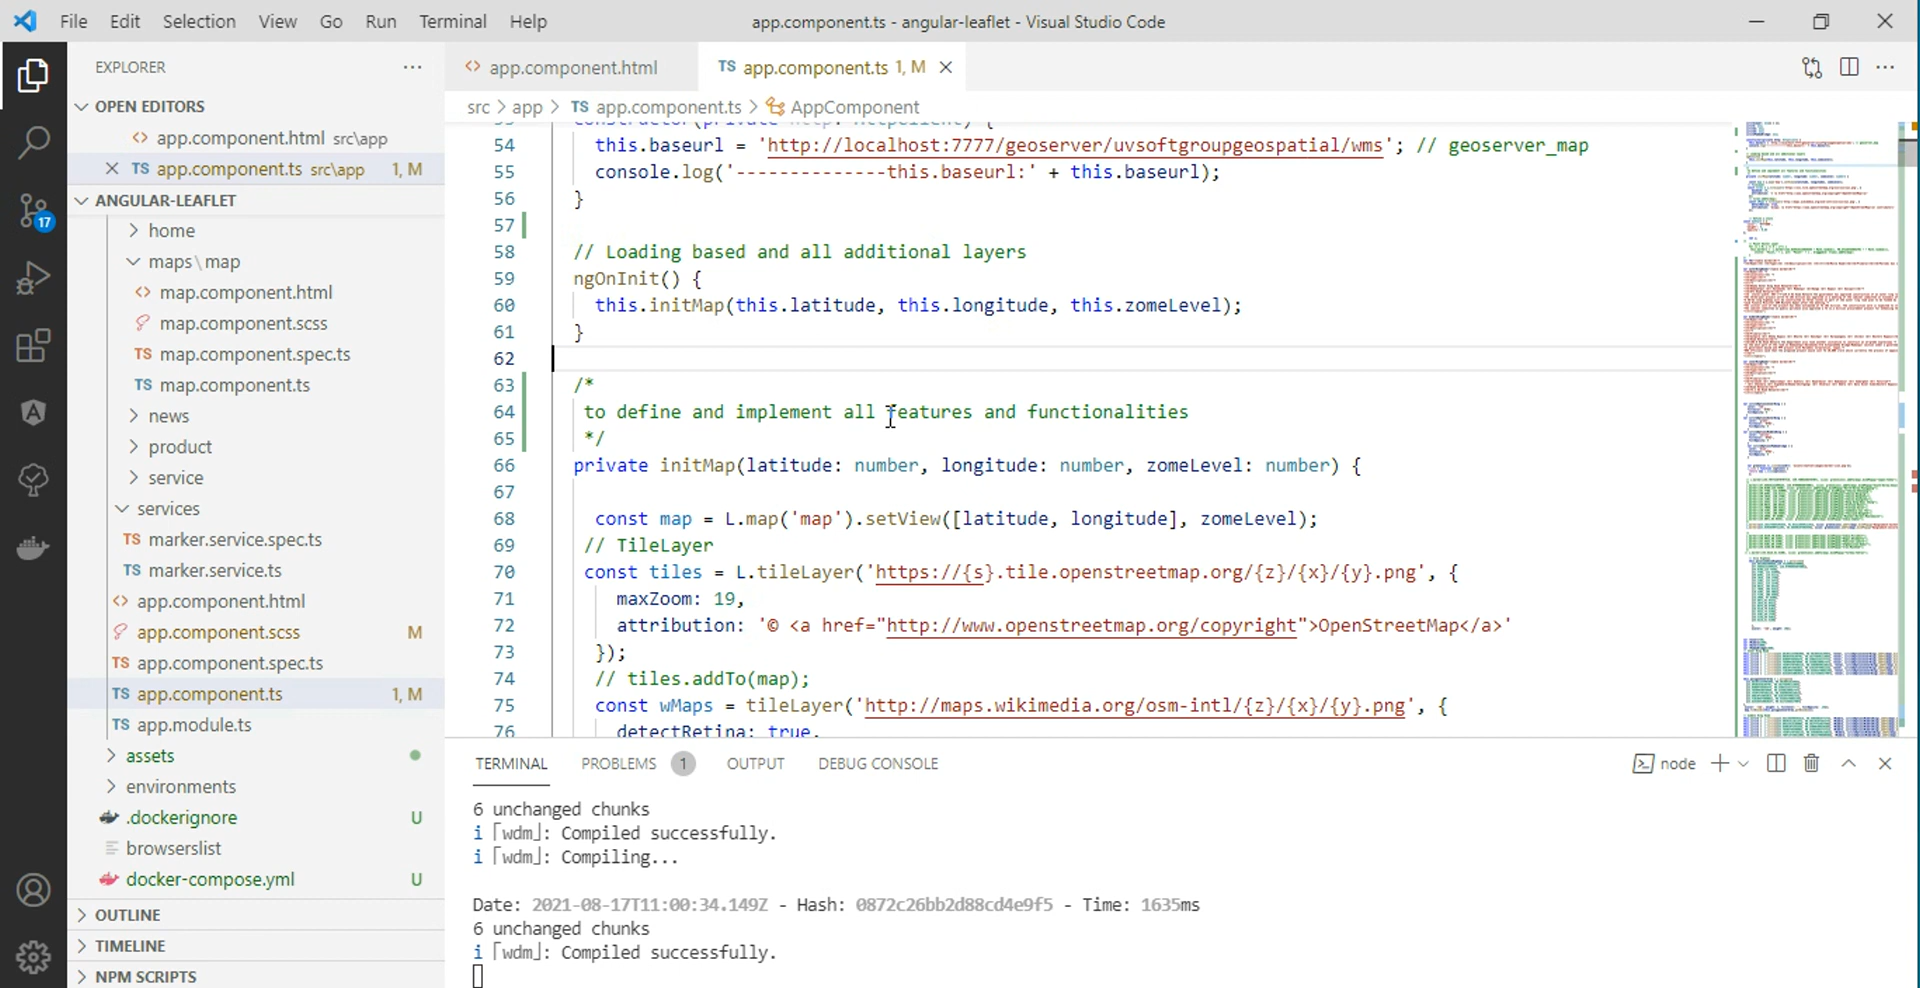 File Edit Selection View Go Run Terminal Help
app.component.ts - angular-leaflet - Visual Studio Code
EXPLORER
OPEN EDITORS
app.component.html src\app
TS app.component.ts src\app 1, M
17
ANGULAR-LEAFLET
home
maps\map
map.component.html
map.component.scss
TS map.component.spec.ts
TS map.component.ts
news
product
service
services
TS marker.service.spec.ts
TS marker.service.ts
<> app.component.html
app.component.scss M
TS app.component.spec.ts
TS app.component.ts 1, M
TS app.module.ts
assets
environments
.dockerignore U
browserslist
docker-compose.yml U
OUTLINE
TIMELINE
NPM SCRIPTS
<> app.component.html
TS app.component.ts 1, M
src > app > TS app.component.ts > AppComponent
54 this.baseurl = 'http://localhost:7777/geoserver/uvsoftgroupgeospatial/wms'; // geoserver_map
55 console.log('--------------this.baseurl:' + this.baseurl);
56 }
57
58 // Loading based and all additional layers
59 ngOnInit() {
60 this.initMap(this.latitude, this.longitude, this.zomeLevel);
61 }
62
63 /*
64 to define and implement all features and functionalities
65 */
66 private initMap(latitude: number, longitude: number, zomeLevel: number) {
67
68 const map = L.map('map').setView([latitude, longitude], zomeLevel);
69 // TileLayer
70 const tiles = L.tileLayer('https://{s}.tile.openstreetmap.org/{z}/{x}/{y}.png', {
71 maxZoom: 19,
72 attribution: '© <a href="http://www.openstreetmap.org/copyright">OpenStreetMap</a>'
73 });
74 // tiles.addTo(map);
75 const wMaps = tileLayer('http://maps.wikimedia.org/osm-intl/{z}/{x}/{y}.png', {
76 detectRetina: true,
TERMINAL PROBLEMS 1 OUTPUT DEBUG CONSOLE
node
6 unchanged chunks
i ｢wdm｣: Compiled successfully.
i ｢wdm｣: Compiling...
Date: 2021-08-17T11:00:34.149Z - Hash: 0872c26bb2d88cd4e9f5 - Time: 1635ms
6 unchanged chunks
i ｢wdm｣: Compiled successfully.